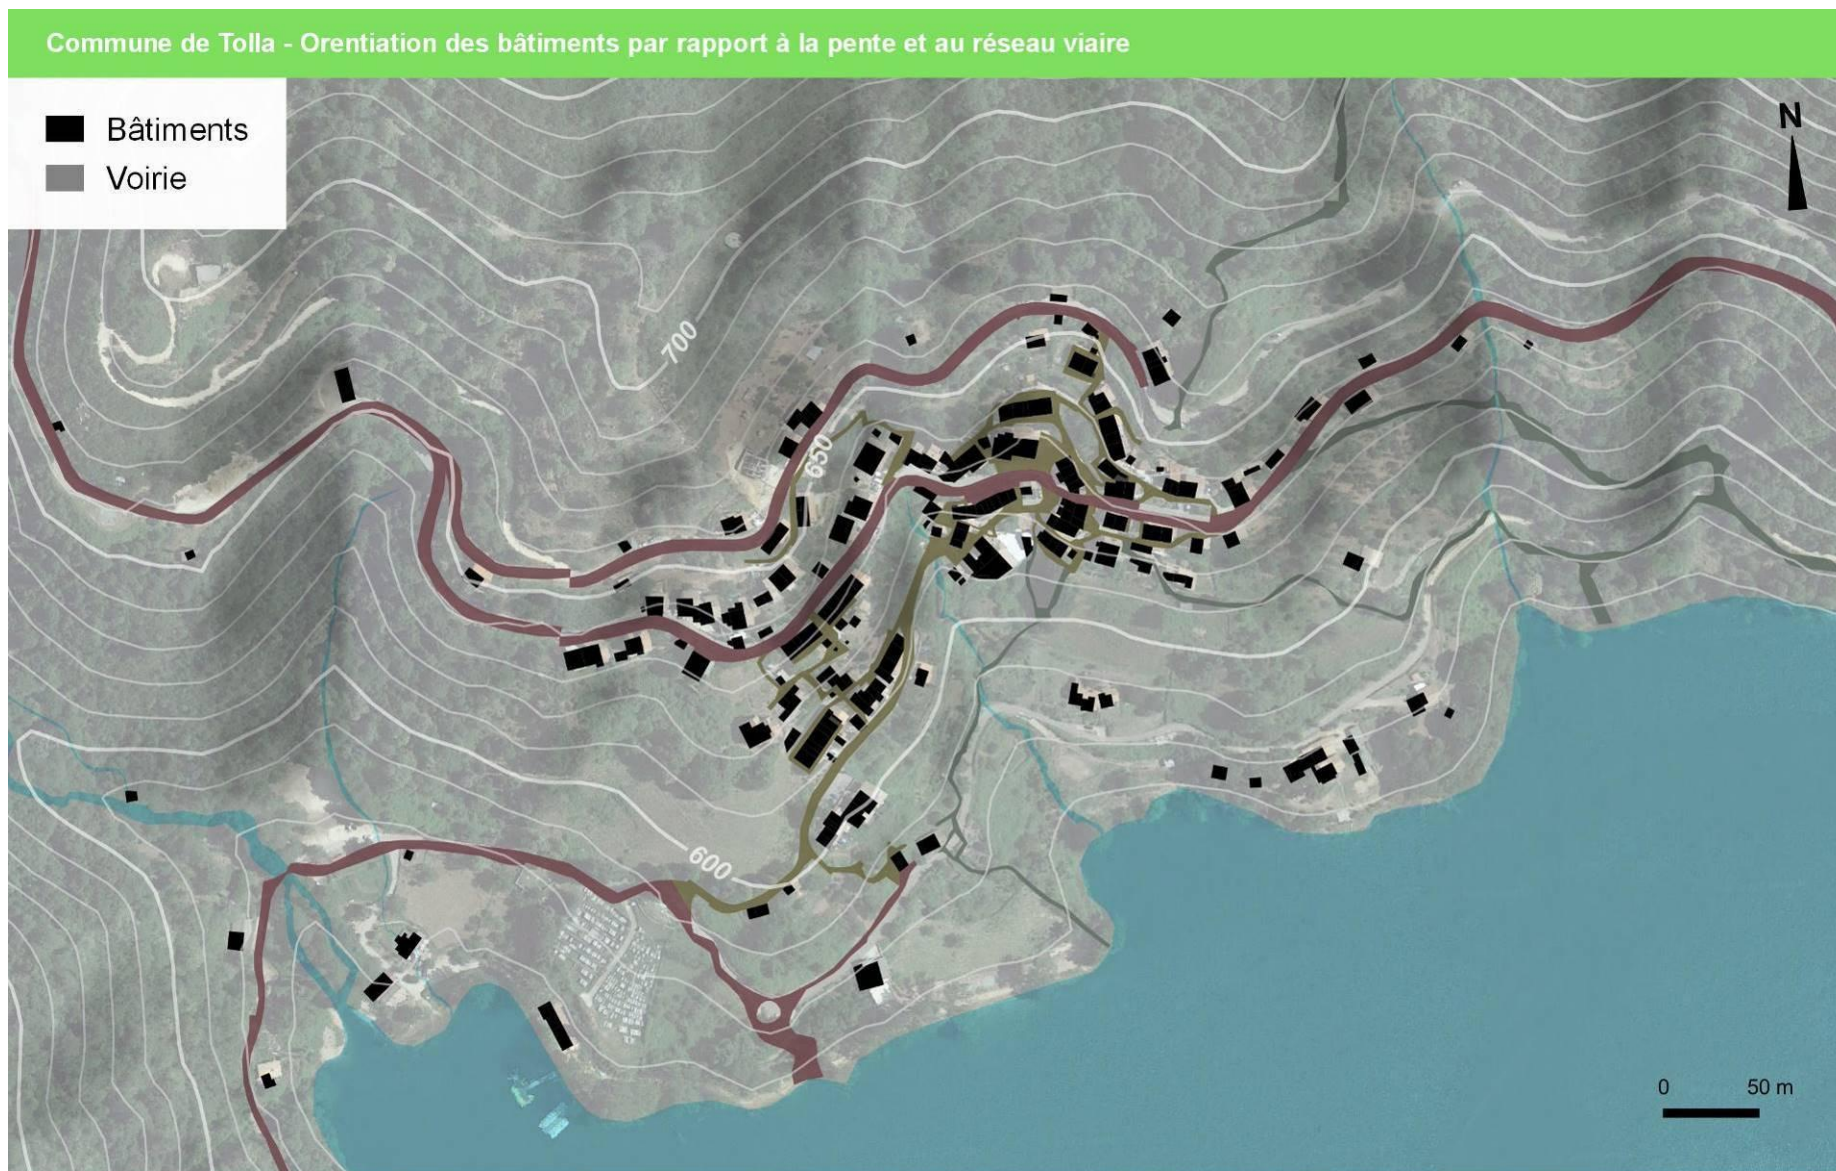 Commune de Tolla - Orentiation des bâtiments par rapport à la pente et au réseau viaire
Bâtiments
Voirie
N
700
650
600
0 50 m